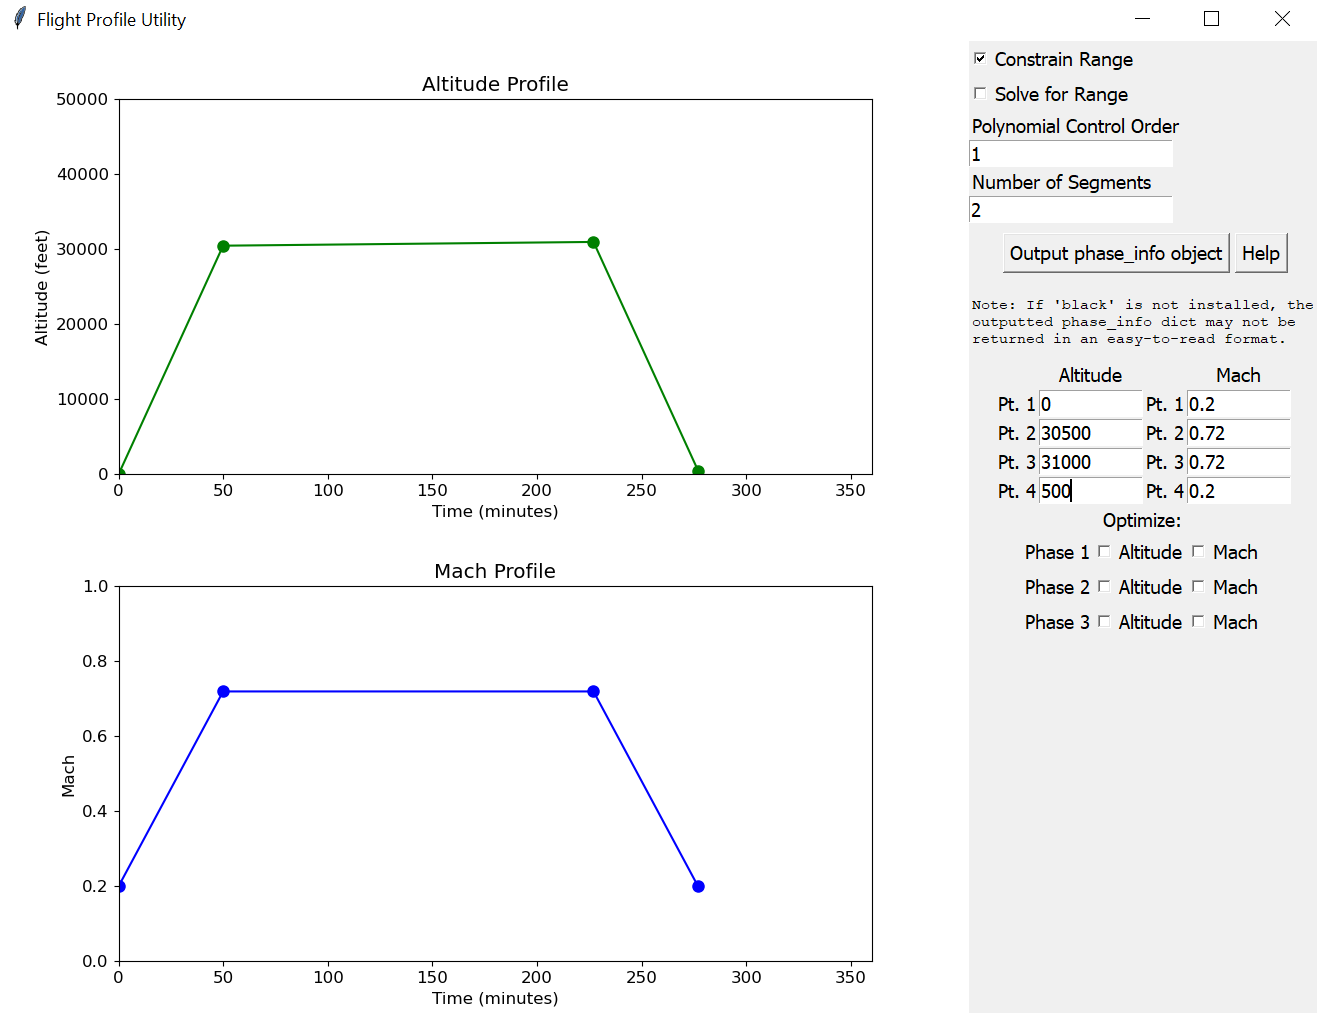 Flight Profile Utility
Altitude Profile
50000
40000
30000
20000
10000
0
Altitude (feet)
0 50 100 150 200 250 300 350
Time (minutes)
Mach Profile
1.0
0.8
0.6
0.4
0.2
0.0
Mach
0 50 100 150 200 250 300 350
Time (minutes)
Constrain Range
Solve for Range
Polynomial Control Order
1
Number of Segments
2
Output phase_info object Help
Note: If 'black' is not installed, the
outputted phase_info dict may not be
returned in an easy-to-read format.
Altitude Mach
Pt. 1 0 Pt. 1 0.2
Pt. 2 30500 Pt. 2 0.72
Pt. 3 31000 Pt. 3 0.72
Pt. 4 500 Pt. 4 0.2
Optimize:
Phase 1 Altitude Mach
Phase 2 Altitude Mach
Phase 3 Altitude Mach